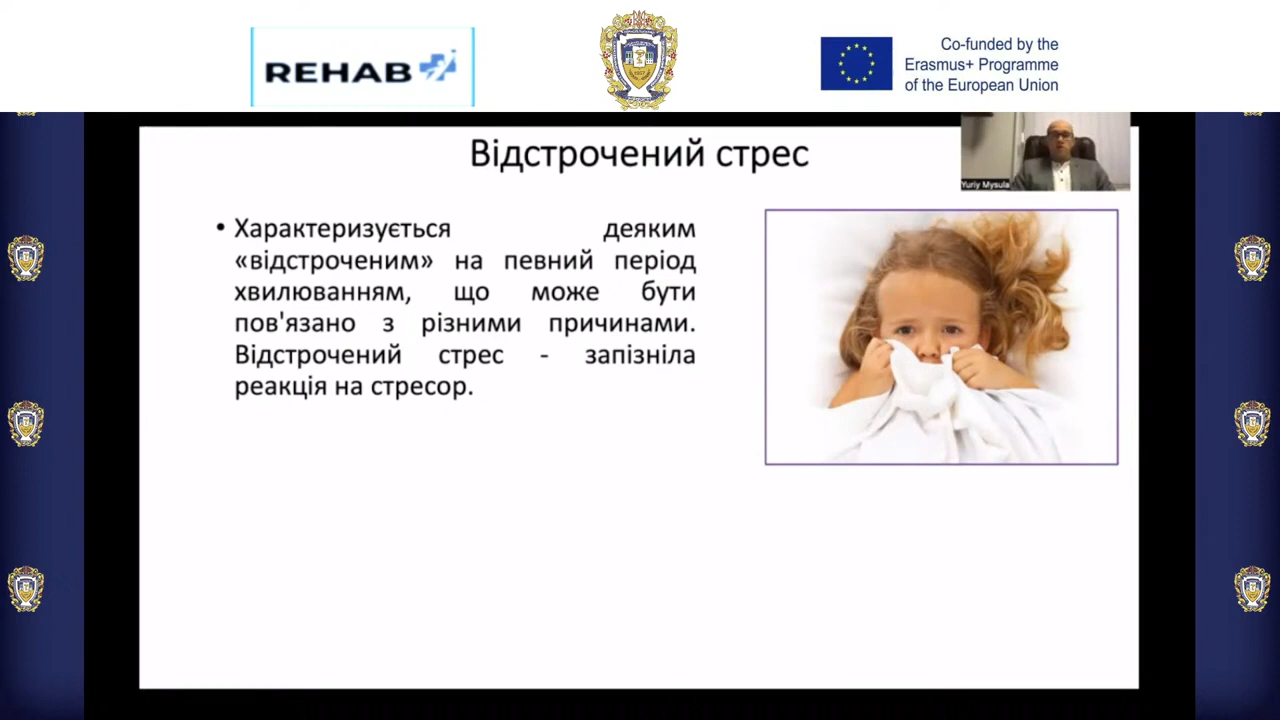 REHAB
1957
Co-funded by the
Erasmus+ Programme
of the European Union
Відстрочений стрес
Yuriy Mysula
• Характеризується деяким
«відстроченим» на певний період
хвилюванням, що може бути
пов'язано з різними причинами.
Відстрочений стрес - запізніла
реакція на стресор.